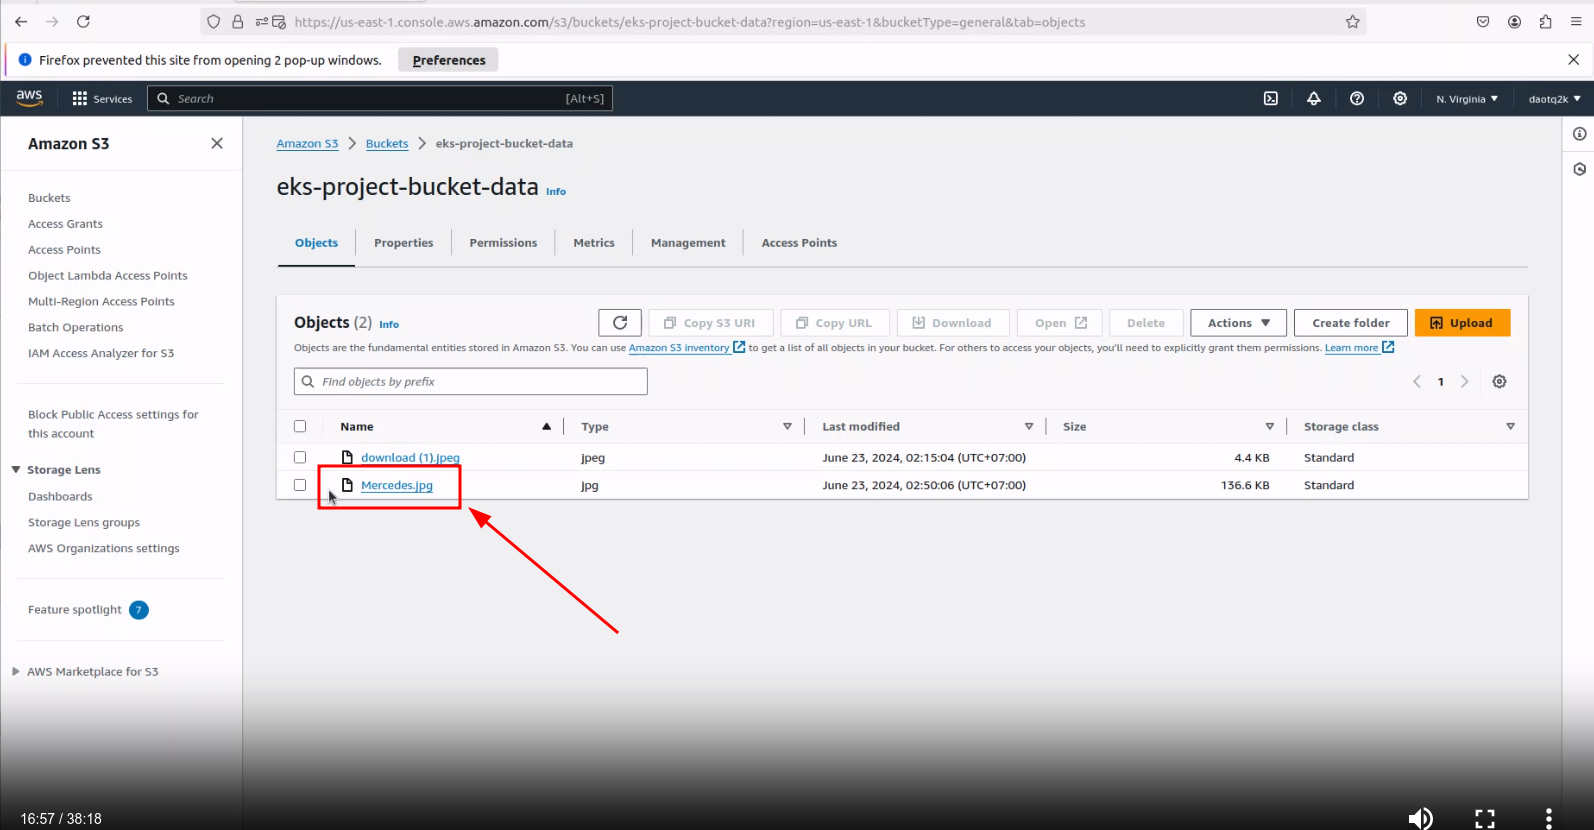 https://us-east-1.console.aws.amazon.com/s3/buckets/eks-project-bucket-data?region=us-east-1&bucketType=general&tab=objects
Firefox prevented this site from opening 2 pop-up windows. Preferences
aws Services Search [Alt+S] N. Virginia daotq2k
Amazon S3
Buckets
Access Grants
Access Points
Object Lambda Access Points
Multi-Region Access Points
Batch Operations
IAM Access Analyzer for S3
Block Public Access settings for
this account
Storage Lens
Dashboards
Storage Lens groups
AWS Organizations settings
Feature spotlight 7
AWS Marketplace for S3
Amazon S3 Buckets eks-project-bucket-data
eks-project-bucket-data Info
Objects Properties Permissions Metrics Management Access Points
Objects (2) Info Copy S3 URI Copy URL Download Open Delete Actions Create folder Upload
Objects are the fundamental entities stored in Amazon S3. You can use Amazon S3 inventory to get a list of all objects in your bucket. For others to access your objects, you'll need to explicitly grant them permissions. Learn more
Find objects by prefix 1
Name Type Last modified Size Storage class
download (1).jpeg jpeg June 23, 2024, 02:15:04 (UTC+07:00) 4.4 KB Standard
Mercedes.jpg jpg June 23, 2024, 02:50:06 (UTC+07:00) 136.6 KB Standard
16:57 / 38:18